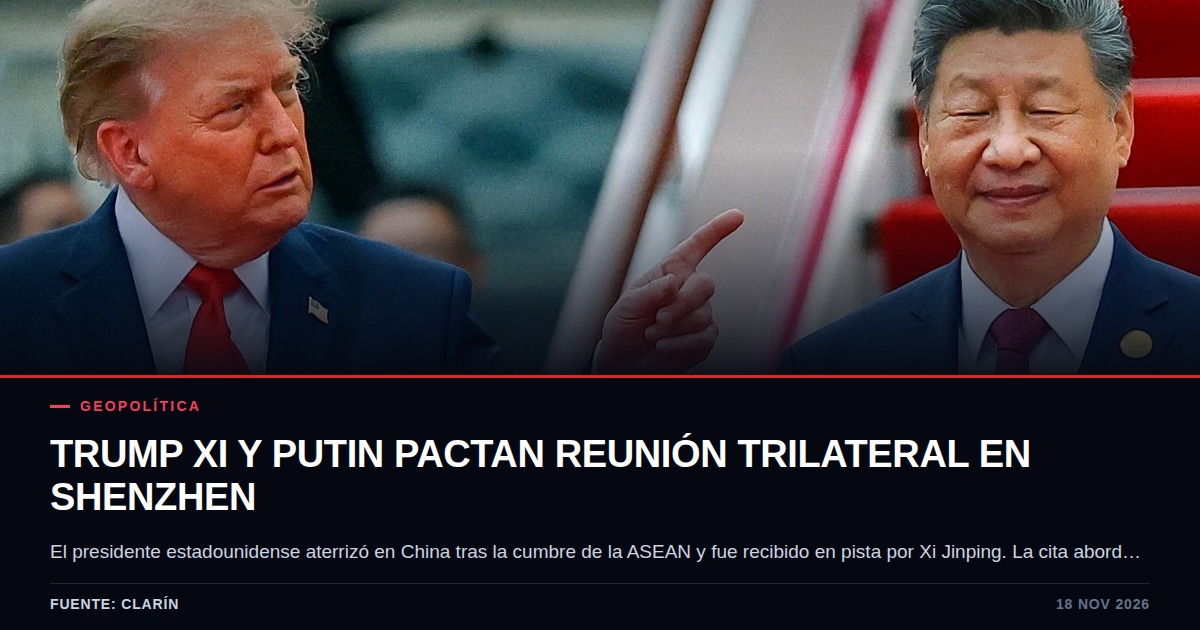 GEOPOLÍTICA
TRUMP XI Y PUTIN PACTAN REUNIÓN TRILATERAL EN
SHENZHEN
El presidente estadounidense aterrizó en China tras la cumbre de la ASEAN y fue recibido en pista por Xi Jinping. La cita abord…
FUENTE: CLARÍN
18 NOV 2026